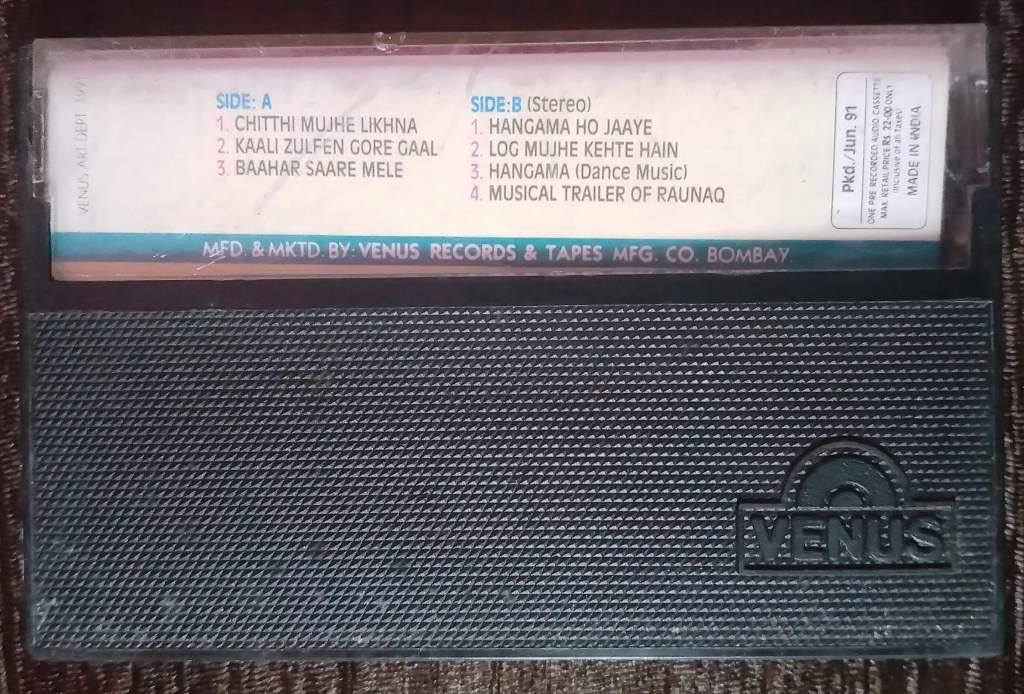 SIDE: A
1. CHITTHI MUJHE LIKHNA
2. KAALI ZULFEN GORE GAAL
3. BAAHAR SAARE MELE
SIDE:B (Stereo)
1. HANGAMA HO JAAYE
2. LOG MUJHE KEHTE HAIN
3. HANGAMA (Dance Music)
4. MUSICAL TRAILER OF RAUNAQ
MFD. & MKTD. BY: VENUS RECORDS & TAPES MFG. CO. BOMBAY.
VENUS ART DEPT.
Pkd./Jun. 91
ONE PRE RECORDED AUDIO CASSETTE
MAX. RETAIL PRICE Rs 22-00 ONLY
(inclusive of all taxes)
MADE IN INDIA
VENUS